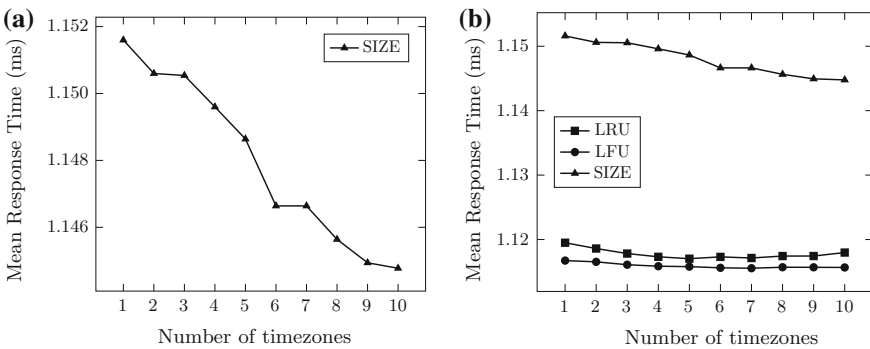 (a)
Mean Response Time (ms)
1.152
1.150
1.148
1.146
SIZE
1 2 3 4 5 6 7 8 9 10
Number of timezones
(b)
Mean Response Time (ms)
1.15
1.14
1.13
1.12
LRU
LFU
SIZE
1 2 3 4 5 6 7 8 9 10
Number of timezones